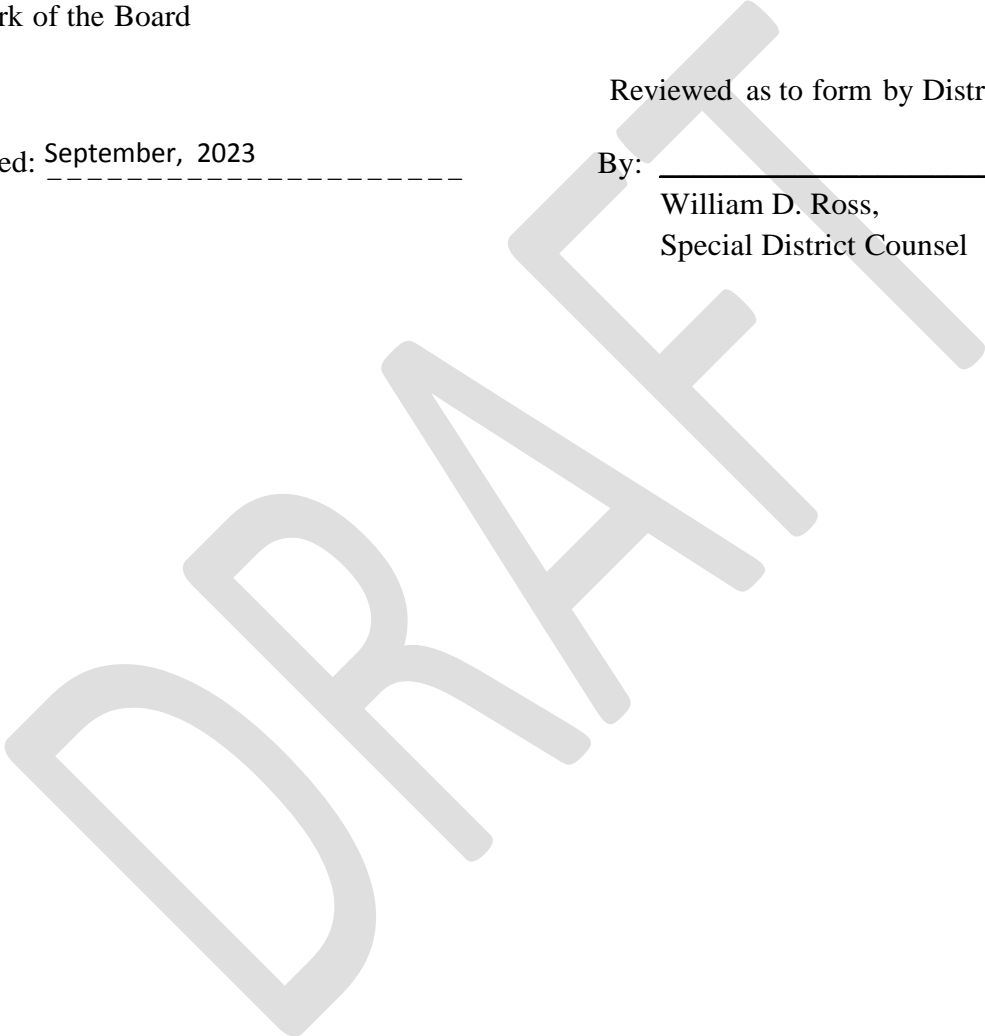 rk of the Board
Reviewed as to form by Distr
ed: September, 2023
By:
William D. Ross,
Special District Counsel
DRAFT